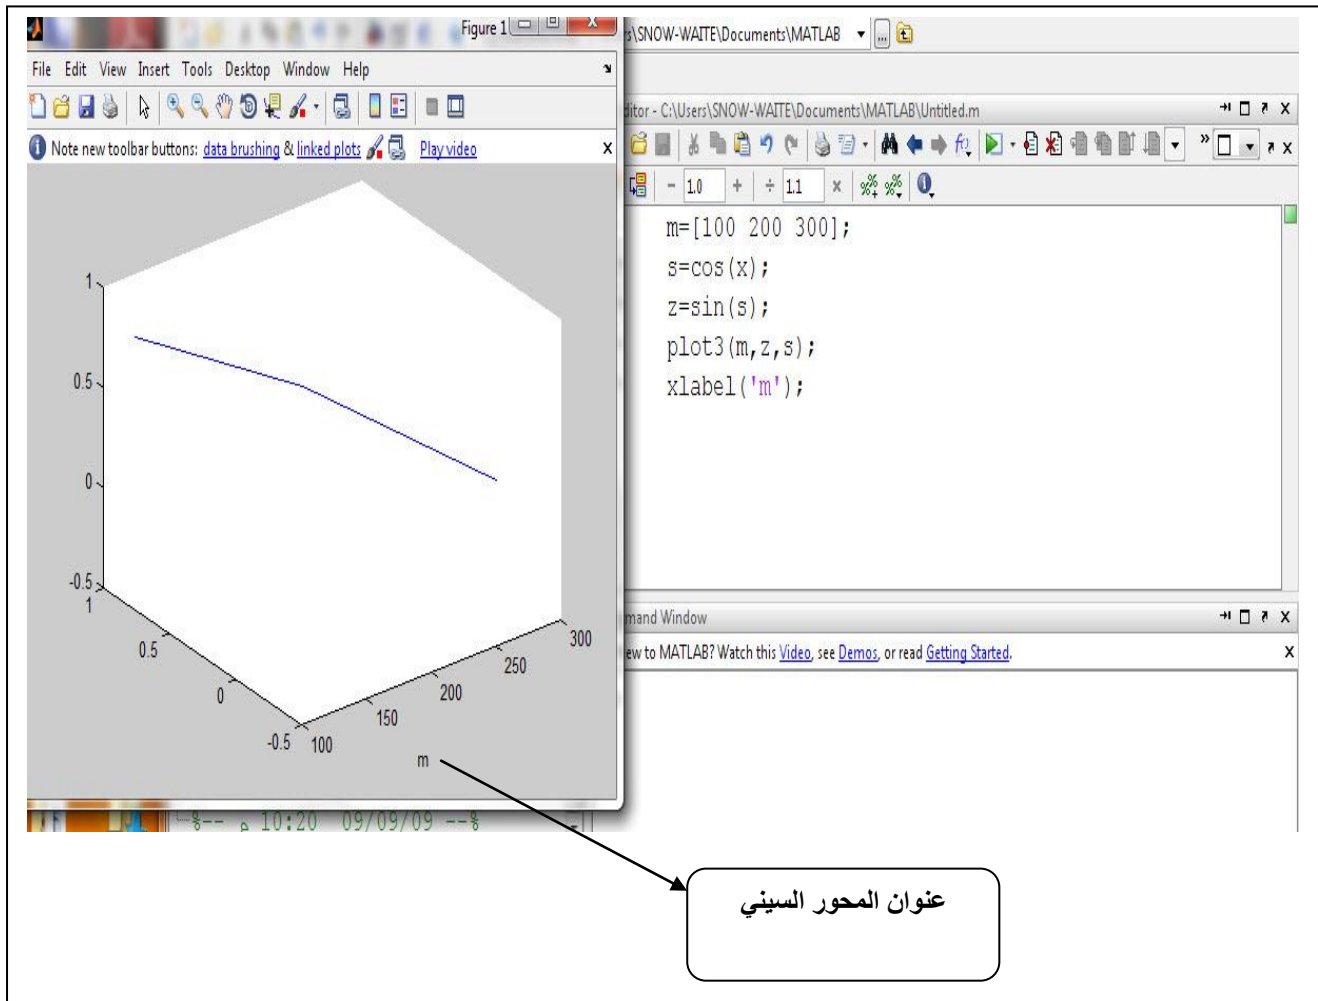 Figure 1
File Edit View Insert Tools Desktop Window Help
Note new toolbar buttons: data brushing & linked plots Play video
1
0.5
0
-0.5
1
0.5
0
-0.5
100
150
200
250
300
m
%-- م 10:20 09/09/09 --%
s\SNOW-WAITE\Documents\MATLAB
ditor - C:\Users\SNOW-WAITE\Documents\MATLAB\Untitled.m
- 1.0 + ÷ 1.1 ×
m=[100 200 300];
s=cos(x);
z=sin(s);
plot3(m,z,s);
xlabel('m');
mand Window
ew to MATLAB? Watch this Video, see Demos, or read Getting Started.
عنوان المحور السيني